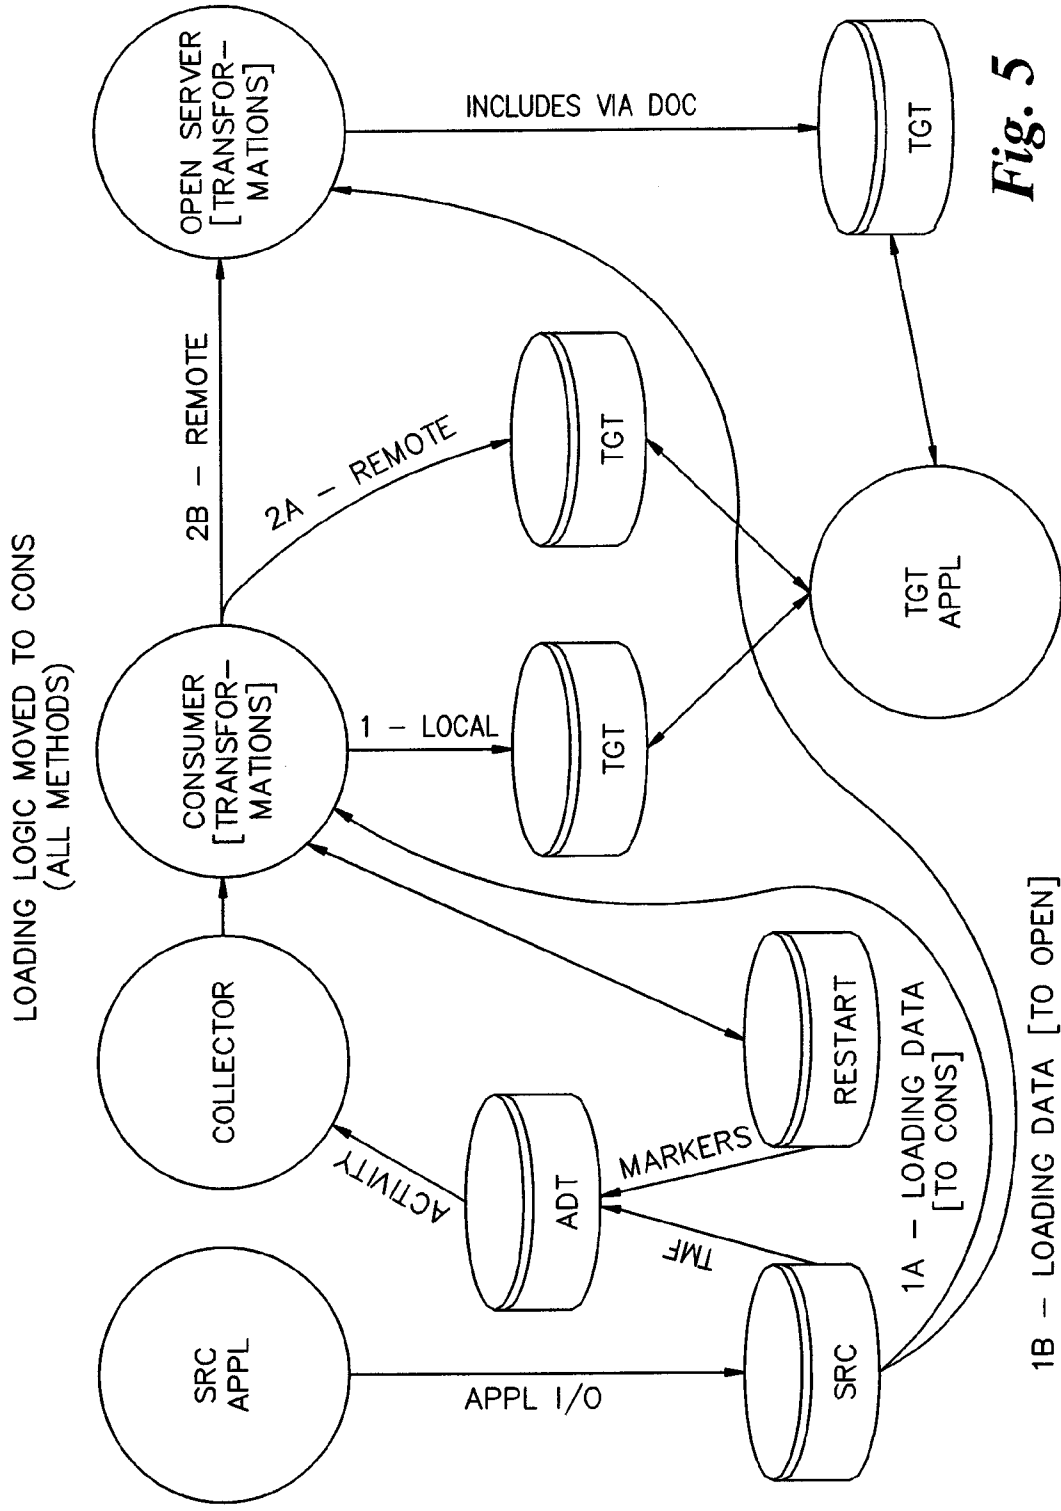 LOADING LOGIC MOVED TO CONS
(ALL METHODS)
SRC
APPL
COLLECTOR
CONSUMER
[TRANSFOR-
MATIONS]
2B - REMOTE
OPEN SERVER
[TRANSFOR-
MATIONS]
2A - REMOTE
1 - LOCAL
INCLUDES VIA DOC
APPL I/O
ACTIVITY
ADT
TMF
MARKERS
TGT
TGT
SRC
RESTART
TGT
APPL
TGT
1A - LOADING DATA
[TO CONS]
1B - LOADING DATA [TO OPEN]
Fig. 5